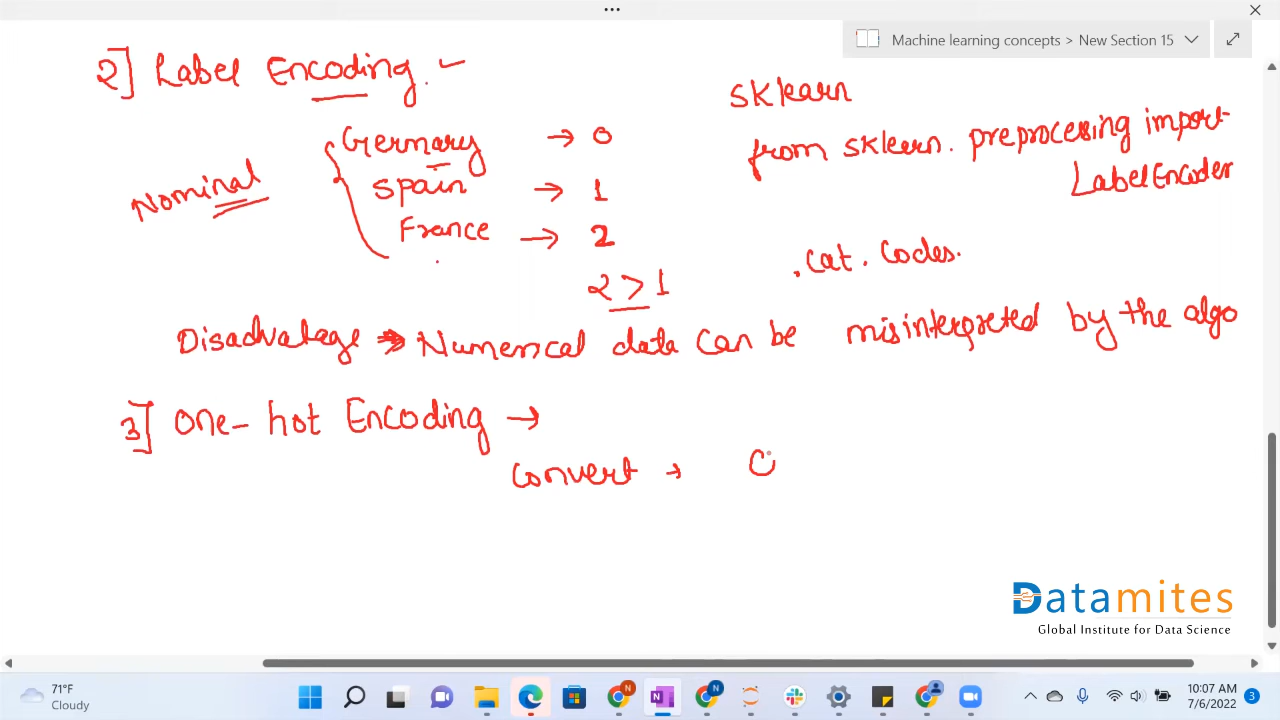 Machine learning concepts > New Section 15
2] Label Encoding.
sklearn
from sklearn. preprocessing import
LabelEncoder
Nominal
Germany → 0
Spain → 1
France → 2
2 > 1
.cat. codes.
Disadvatage → Numerical data can be misinterpreted by the algo
3] One-hot Encoding →
Convert → C
Datamites
Global Institute for Data Science
71°F
Cloudy
10:07 AM
7/6/2022
3